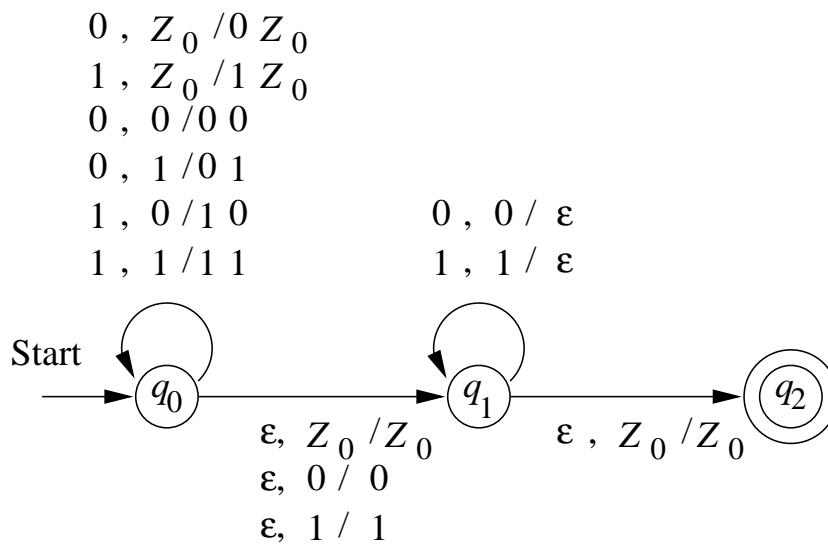 0 , Z0 /0 Z0
1 , Z0 /1 Z0
0 , 0 /0 0
0 , 1 /0 1
1 , 0 /1 0
1 , 1 /1 1
0 , 0 / ε
1 , 1 / ε
Start
q0
q1
q2
ε, Z0 /Z0
ε, 0 / 0
ε, 1 / 1
ε , Z0 /Z0